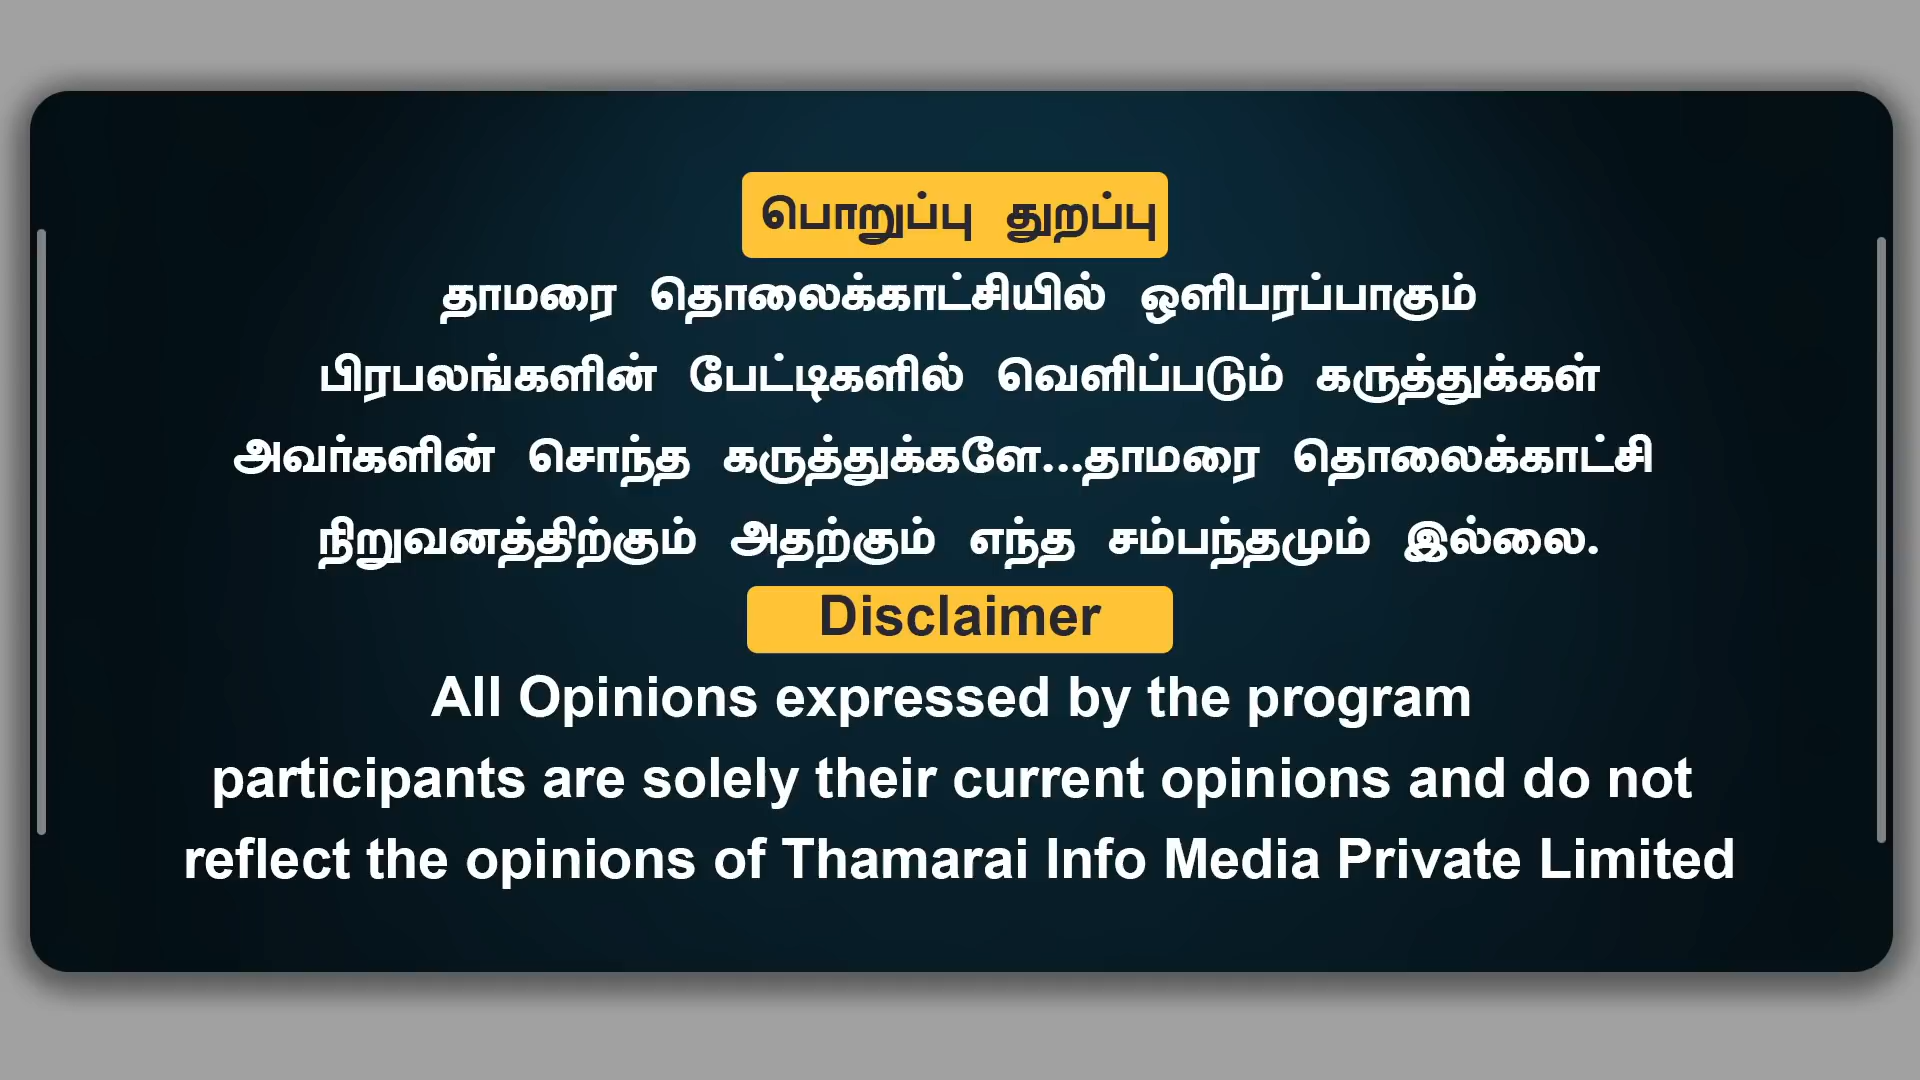 பொறுப்பு துறப்பு
தாமரை தொலைக்காட்சியில் ஒளிபரப்பாகும்
பிரபலங்களின் பேட்டிகளில் வெளிப்படும் கருத்துக்கள்
அவர்களின் சொந்த கருத்துக்களே...தாமரை தொலைக்காட்சி
நிறுவனத்திற்கும் அதற்கும் எந்த சம்பந்தமும் இல்லை.
Disclaimer
All Opinions expressed by the program
participants are solely their current opinions and do not
reflect the opinions of Thamarai Info Media Private Limited